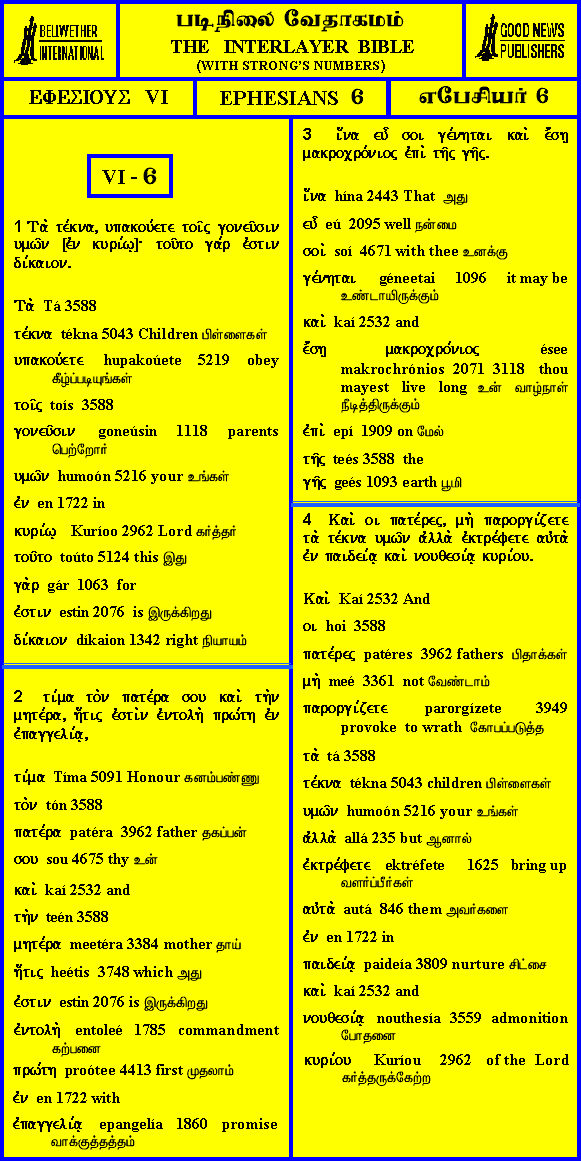 BELLWETHER
INTERNATIONAL
படிநிலை வேதாகமம்
THE INTERLAYER BIBLE
(WITH STRONG'S NUMBERS)
GOOD NEWS
PUBLISHERS
ΕΦΕΣΙΟΥΣ VI
EPHESIANS 6
எபேசியர் 6
VI - 6
1 Τὰ τέκνα, υπακούετε τοῖς γονεῦσιν
υμῶν [ἐν κυρίῳ]· τοῦτο γάρ ἐστιν
δίκαιον.
Τὰ Tá 3588
τέκνα tékna 5043 Children பிள்ளைகள்
υπακούετε hupakoúete 5219 obey
கீழ்ப்படியுங்கள்
τοῖς toís 3588
γονεῦσιν goneúsin 1118 parents
பெற்றோர்
υμῶν humoón 5216 your உங்கள்
ἐν en 1722 in
κυρίῳ Kuríoo 2962 Lord கர்த்தர்
τοῦτο toúto 5124 this இது
γὰρ gár 1063 for
ἐστιν estin 2076 is இருக்கிறது
δίκαιον díkaion 1342 right நியாயம்
2 τίμα τὸν πατέρα σου καὶ τὴν
μητέρα, ἥτις ἐστὶν ἐντολὴ πρώτη ἐν
ἐπαγγελίᾳ,
τίμα Tíma 5091 Honour கனம்பண்ணு
τὸν tón 3588
πατέρα patéra 3962 father தகப்பன்
σου sou 4675 thy உன்
καὶ kaí 2532 and
τὴν teén 3588
μητέρα meetéra 3384 mother தாய்
ἥτις heétis 3748 which அது
ἐστιν estin 2076 is இருக்கிறது
ἐντολὴ entoleé 1785 commandment
கற்பனை
πρώτη proótee 4413 first முதலாம்
ἐν en 1722 with
ἐπαγγελίᾳ epangelía 1860 promise
வாக்குத்தத்தம்
3 ἵνα εὖ σοι γένηται καὶ ἔσῃ
μακροχρόνιος ἐπὶ τῆς γῆς.
ἵνα hína 2443 That அது
εὖ eú 2095 well நன்மை
σοὶ soí 4671 with thee உனக்கு
γένηται géneetai 1096 it may be
உண்டாயிருக்கும்
καὶ kaí 2532 and
ἔσῃ μακροχρόνιος ésee
makrochrónios 2071 3118 thou
mayest live long உன் வாழ்நாள்
நீடித்திருக்கும்
ἐπὶ epí 1909 on மேல்
τῆς teés 3588 the
γῆς geés 1093 earth பூமி
4 Καὶ οι πατέρες, μὴ παροργίζετε
τὰ τέκνα υμῶν ἀλλὰ ἐκτρέφετε αὐτὰ
ἐν παιδείᾳ καὶ νουθεσίᾳ κυρίου.
Καὶ Kaí 2532 And
οι hoi 3588
πατέρες patéres 3962 fathers பிதாக்கள்
μὴ meé 3361 not வேண்டாம்
παροργίζετε parorgízete 3949
provoke to wrath கோபப்படுத்த
τὰ tá 3588
τέκνα tékna 5043 children பிள்ளைகள்
υμῶν humoón 5216 your உங்கள்
ἀλλὰ allá 235 but ஆனால்
ἐκτρέφετε ektréfete 1625 bring up
வளர்ப்பீர்கள்
αὐτὰ autá 846 them அவர்களை
ἐν en 1722 in
παιδείᾳ paideía 3809 nurture சிட்சை
καὶ kaí 2532 and
νουθεσίᾳ nouthesía 3559 admonition
போதனை
κυρίου Kuríou 2962 of the Lord
கர்த்தருக்கேற்ற